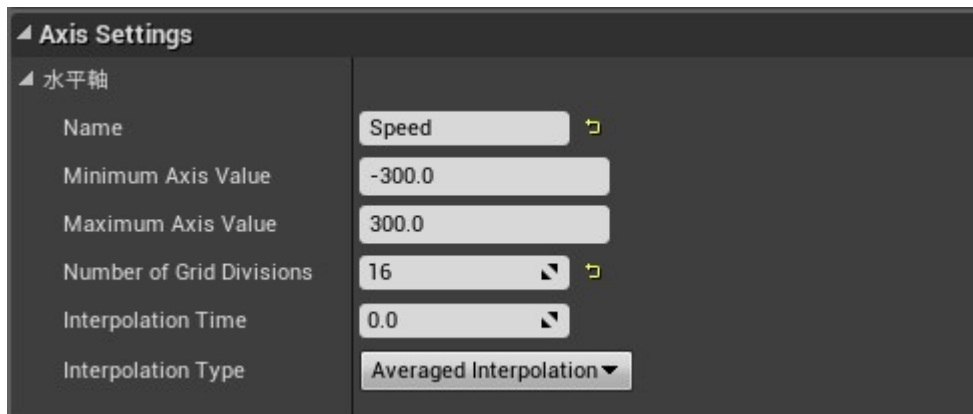 Axis Settings
水平軸
Name Speed
Minimum Axis Value -300.0
Maximum Axis Value 300.0
Number of Grid Divisions 16
Interpolation Time 0.0
Interpolation Type Averaged Interpolation